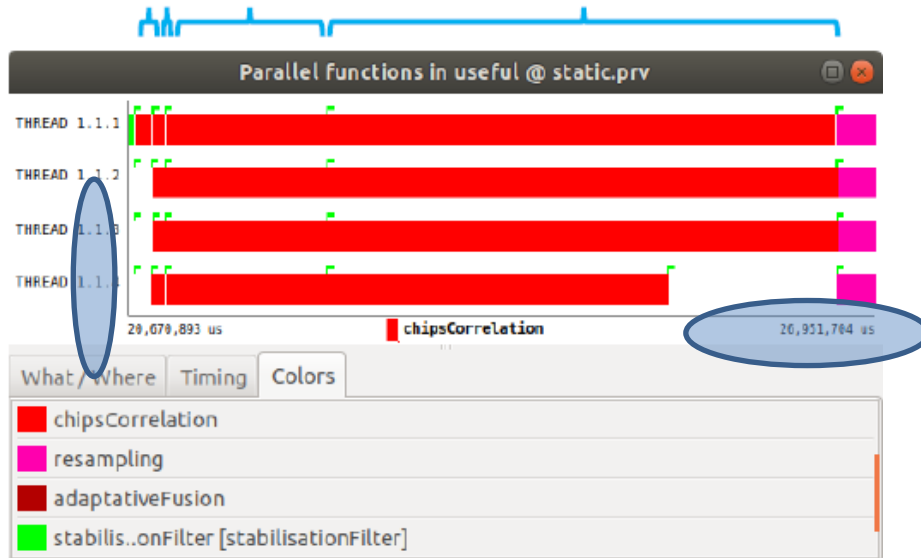 Parallel functions in useful @ static.prv
THREAD 1.1.1
THREAD 1.1.2
THREAD 1.1.3
THREAD 1.1.4
20,670,893 us
chipsCorrelation
26,951,704 us
What / Where
Timing
Colors
chipsCorrelation
resampling
adaptativeFusion
stabilis..onFilter [stabilisationFilter]